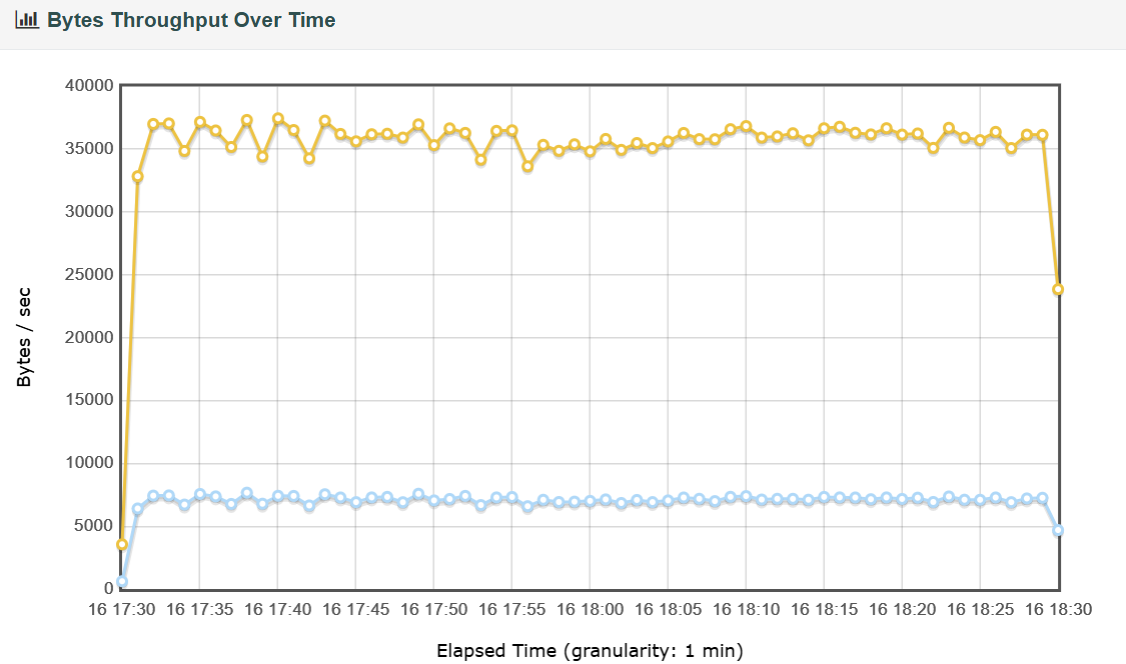 Bytes Throughput Over Time
40000
35000
30000
25000
20000
15000
10000
5000
0
Bytes / sec
16 17:30 16 17:35 16 17:40 16 17:45 16 17:50 16 17:55 16 18:00 16 18:05 16 18:10 16 18:15 16 18:20 16 18:25 16 18:30
Elapsed Time (granularity: 1 min)